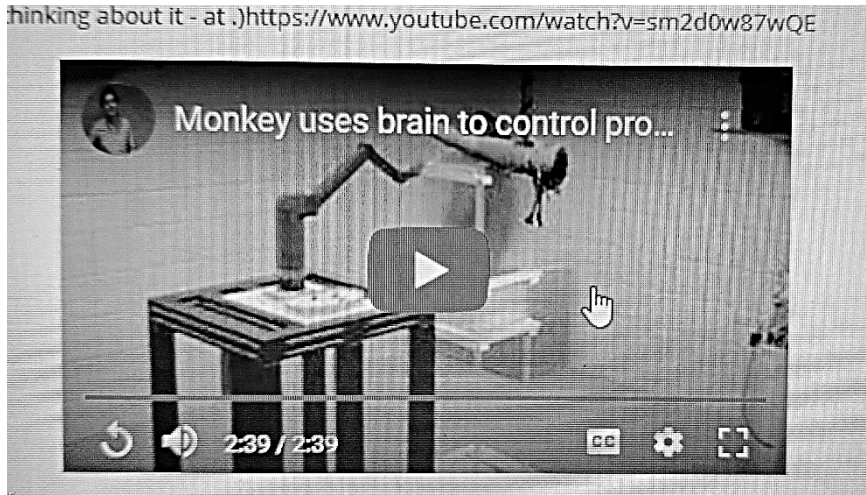 thinking about it - at .)https://www.youtube.com/watch?v=sm2d0w87wQE
Monkey uses brain to control pro...
2:39 / 2:39
CC